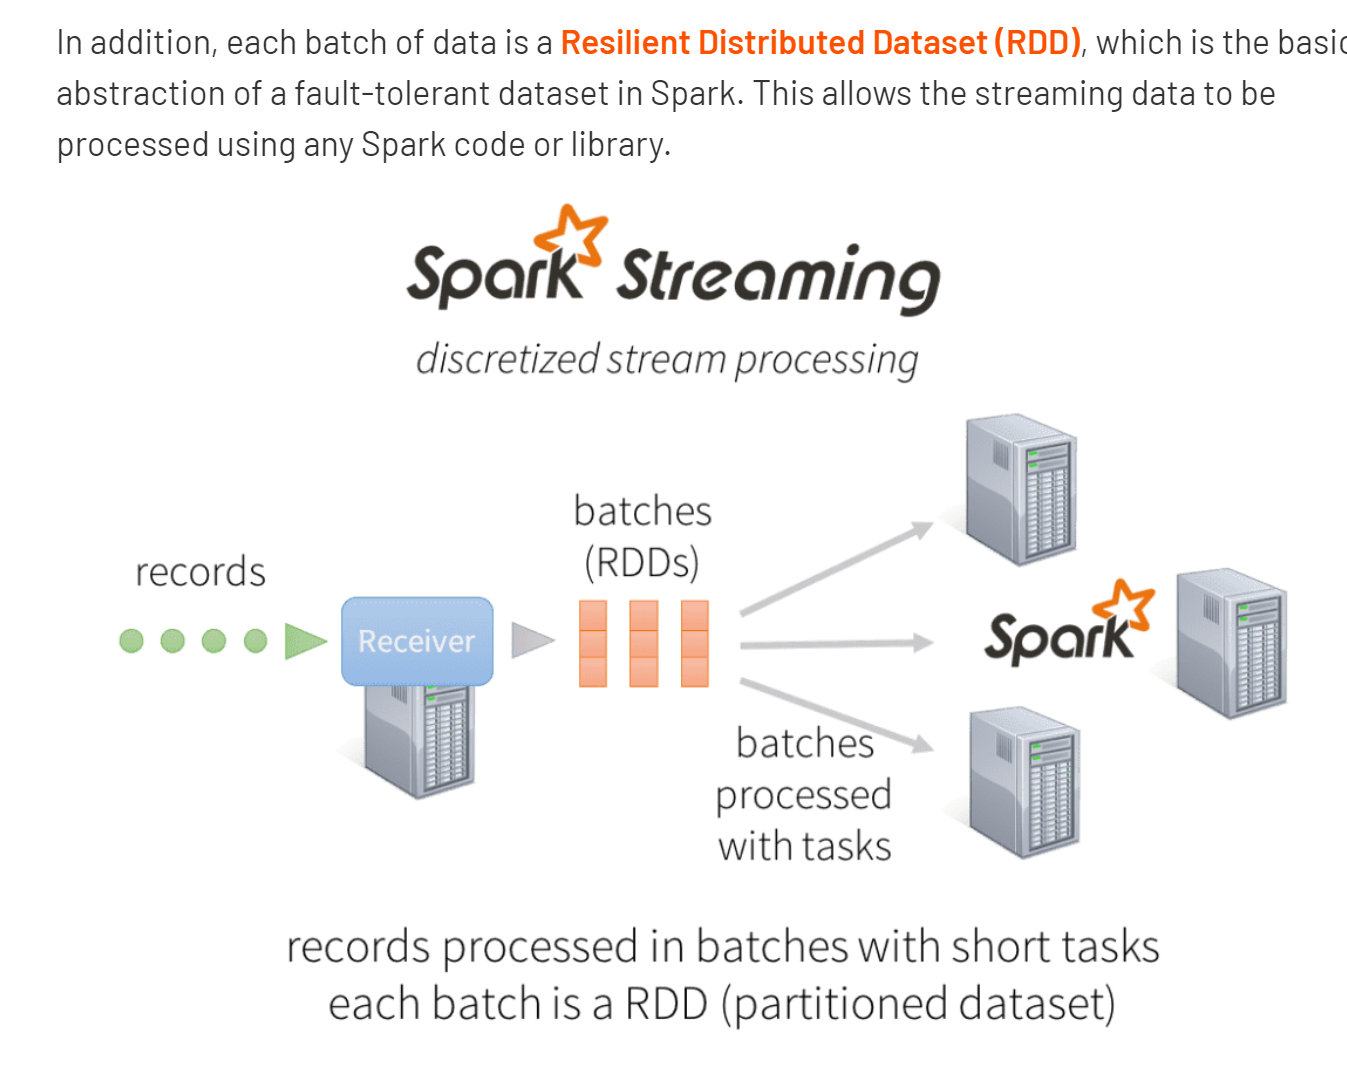 In addition, each batch of data is a Resilient Distributed Dataset (RDD), which is the basic
abstraction of a fault-tolerant dataset in Spark. This allows the streaming data to be
processed using any Spark code or library.
Spark Streaming
discretized stream processing
batches
(RDDs)
records
Receiver
Spark
batches
processed
with tasks
records processed in batches with short tasks
each batch is a RDD (partitioned dataset)